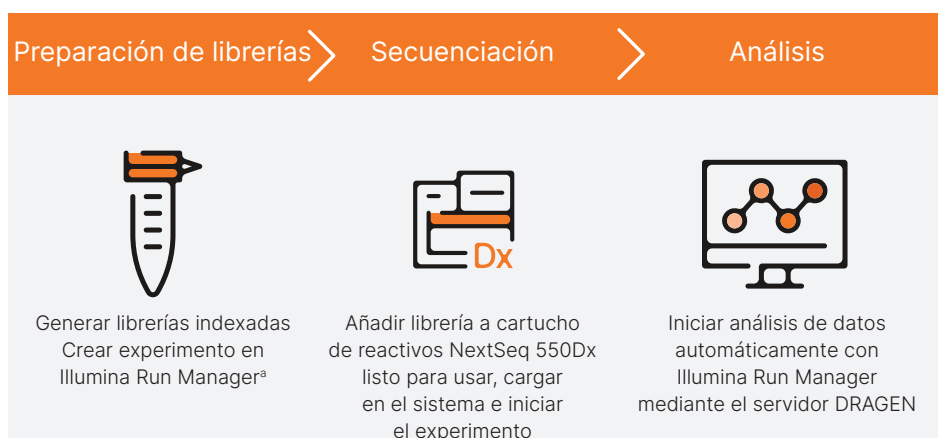 Preparación de librerías
Secuenciación
Análisis
Dx
Generar librerías indexadas
Crear experimento en
Illumina Run Managerᵃ
Añadir librería a cartucho
de reactivos NextSeq 550Dx
listo para usar, cargar
en el sistema e iniciar
el experimento
Iniciar análisis de datos
automáticamente con
Illumina Run Manager
mediante el servidor DRAGEN